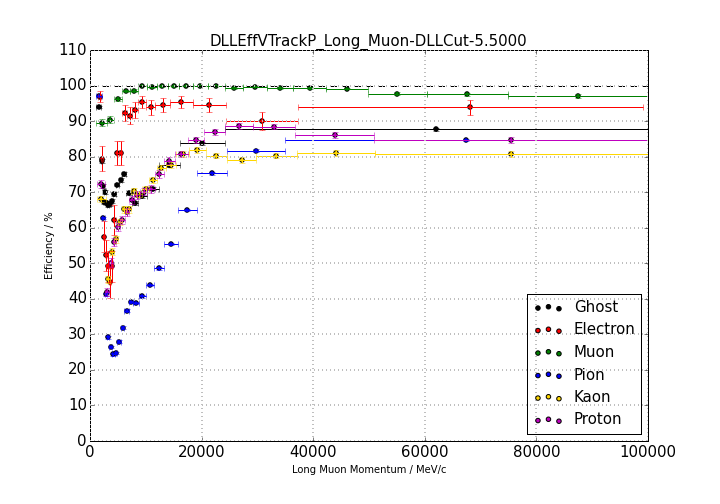 DLLEffVTrackP_Long_Muon-DLLCut-5.5000
110
100
90
80
70
60
50
40
30
20
10
0
Efficiency / %
0 20000 40000 60000 80000 100000
Long Muon Momentum / MeV/c
Ghost
Electron
Muon
Pion
Kaon
Proton